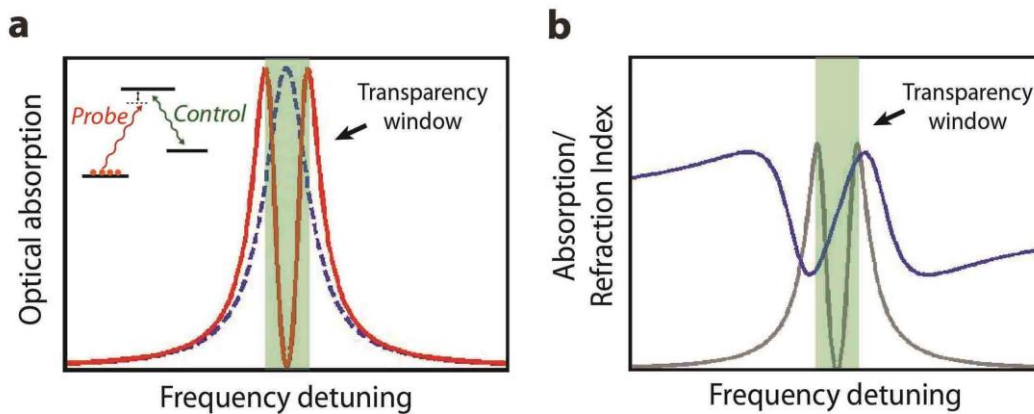 a
Optical absorption
Probe
Control
Transparency
window
Frequency detuning
b
Absorption/
Refraction Index
Transparency
window
Frequency detuning